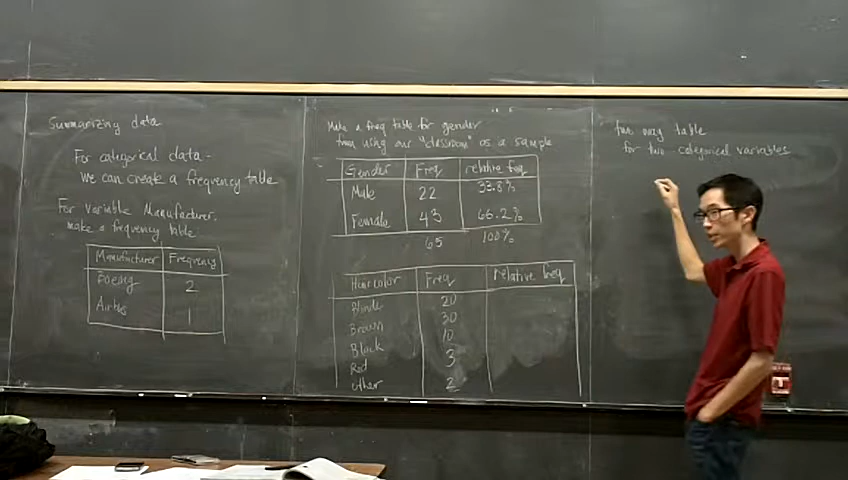 Summarizing data
For categorical data -
we can create a frequency table
For variable Manufacturer,
make a frequency table
Manufacturer Frequency
Boeing 2
Airbus 1
Make a freq table for gender
from using our "classroom" as a sample
Gender Freq relative freq
Male 22 33.8%
Female 43 66.2%
65 100%
Hair color Freq relative freq
Blonde 20
Brown 30
Black 10
Red 3
other 2
two way table
for two categorical variables